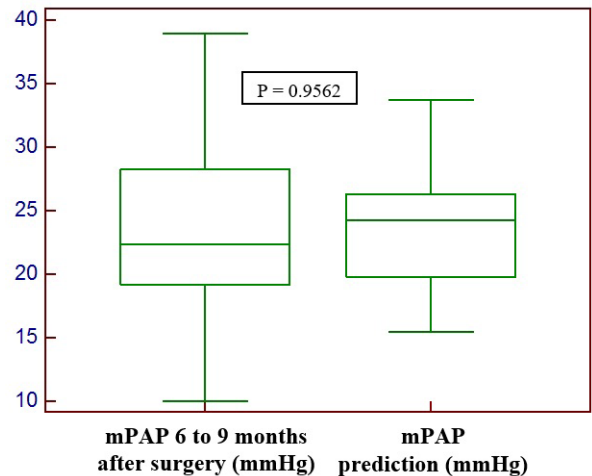 40
35
30
25
20
15
10
P = 0.9562
mPAP 6 to 9 months
after surgery (mmHg)
mPAP
prediction (mmHg)